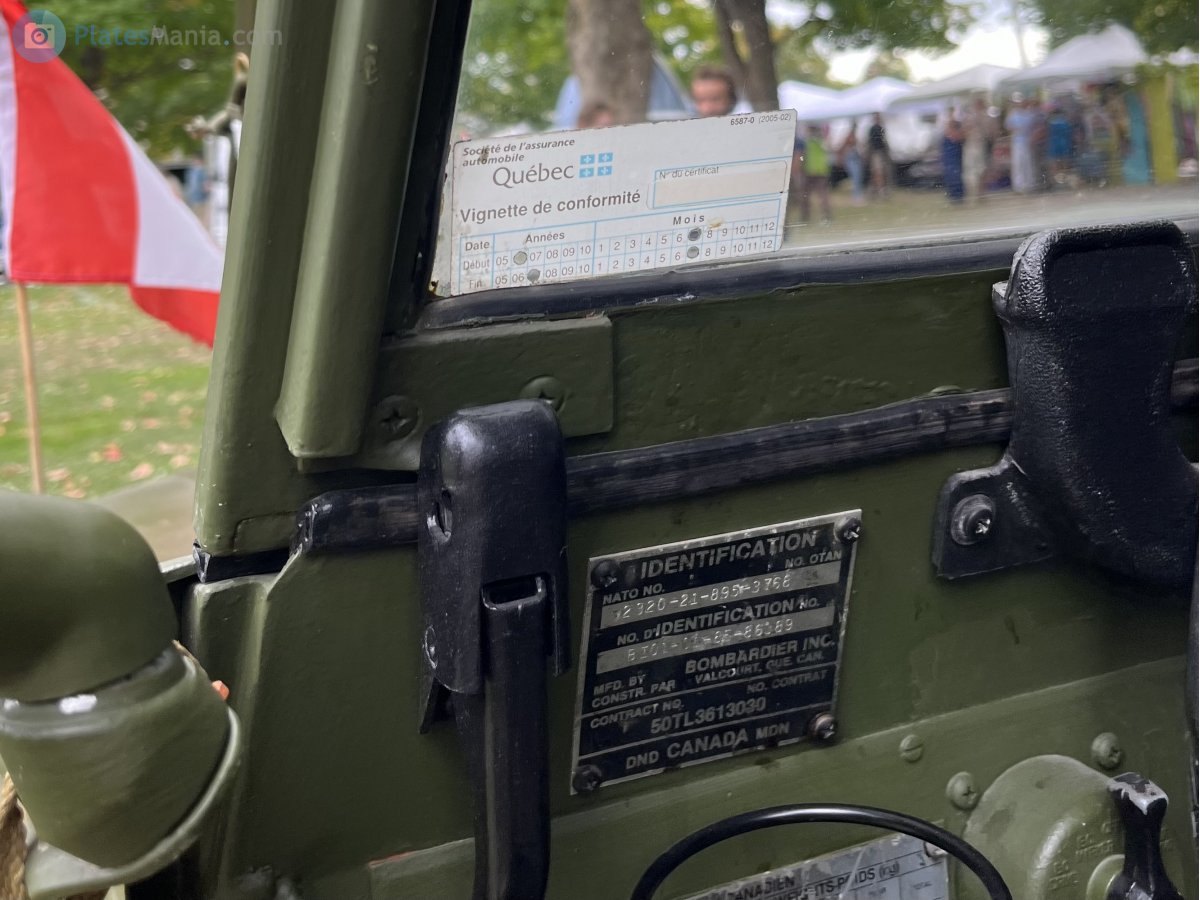 PlatesMania.com
6587-0 (2005-02)
Société de l'assurance
automobile
Québec
N° du certificat
Vignette de conformité
Mois
Date Années
Début 05 07 08 09 10 1 2 3 4 5 6 8 9 10 11 12
Fin 05 06 08 09 10 1 2 3 4 5 6 8 9 10 11 12
IDENTIFICATION
NATO NO. NO. OTAN
2320-21-895-3768
NO. D'IDENTIFICATION NO.
BOMBARDIER INC.
MFD. BY VALCOURT, QUE. CAN.
CONSTR. PAR
CONTRACT NO. NO. CONTRAT
50TL3613030
DND CANADA MDN